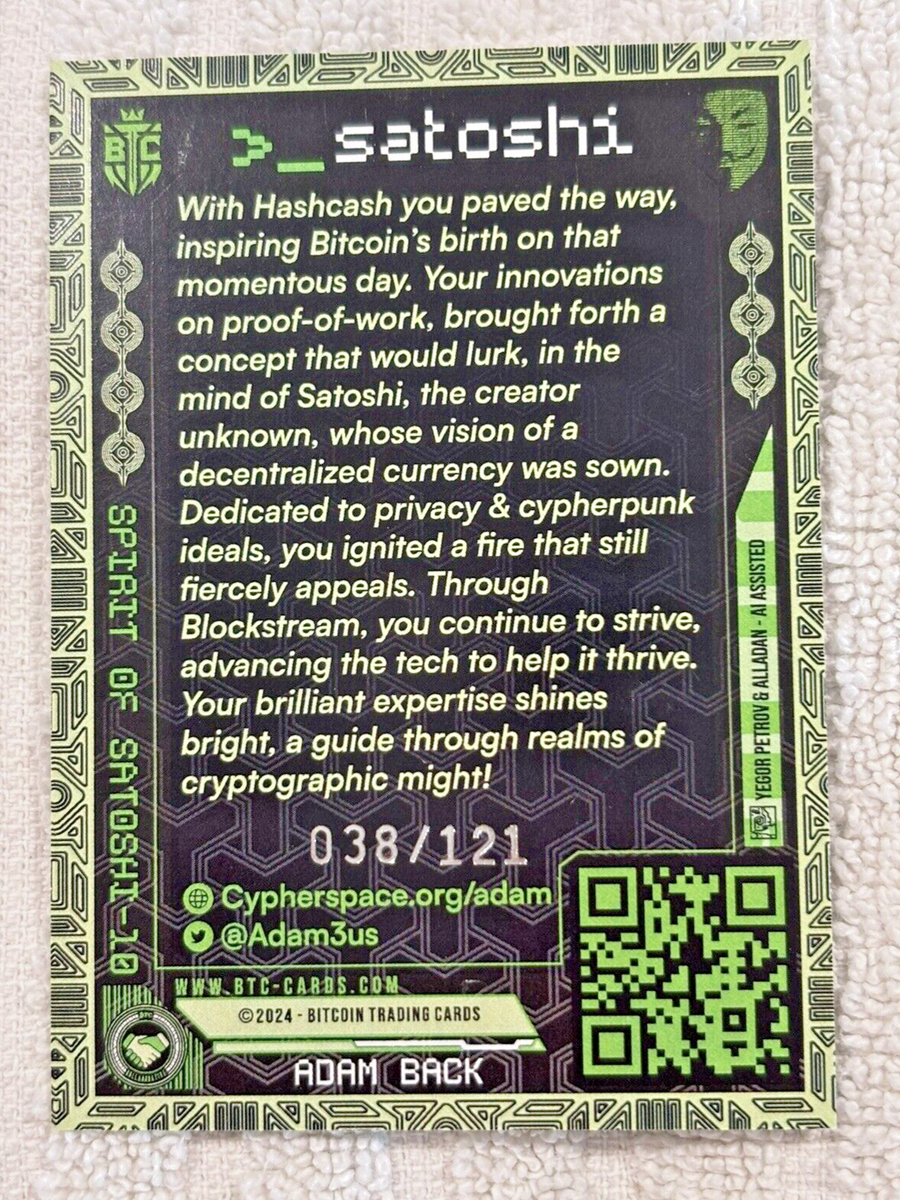 BTC
>_satoshi
With Hashcash you paved the way,
inspiring Bitcoin's birth on that
momentous day. Your innovations
on proof-of-work, brought forth a
concept that would lurk, in the
mind of Satoshi, the creator
unknown, whose vision of a
decentralized currency was sown.
Dedicated to privacy & cypherpunk
ideals, you ignited a fire that still
fiercely appeals. Through
Blockstream, you continue to strive,
advancing the tech to help it thrive.
Your brilliant expertise shines
bright, a guide through realms of
cryptographic might!
SPIRIT OF SATOSHI-10
YEGOR PETROV & ALLADAN - AI ASSISTED
038/121
Cypherspace.org/adam
@Adam3us
WWW.BTC-CARDS.COM
©2024 - BITCOIN TRADING CARDS
BTC
ADAM BACK